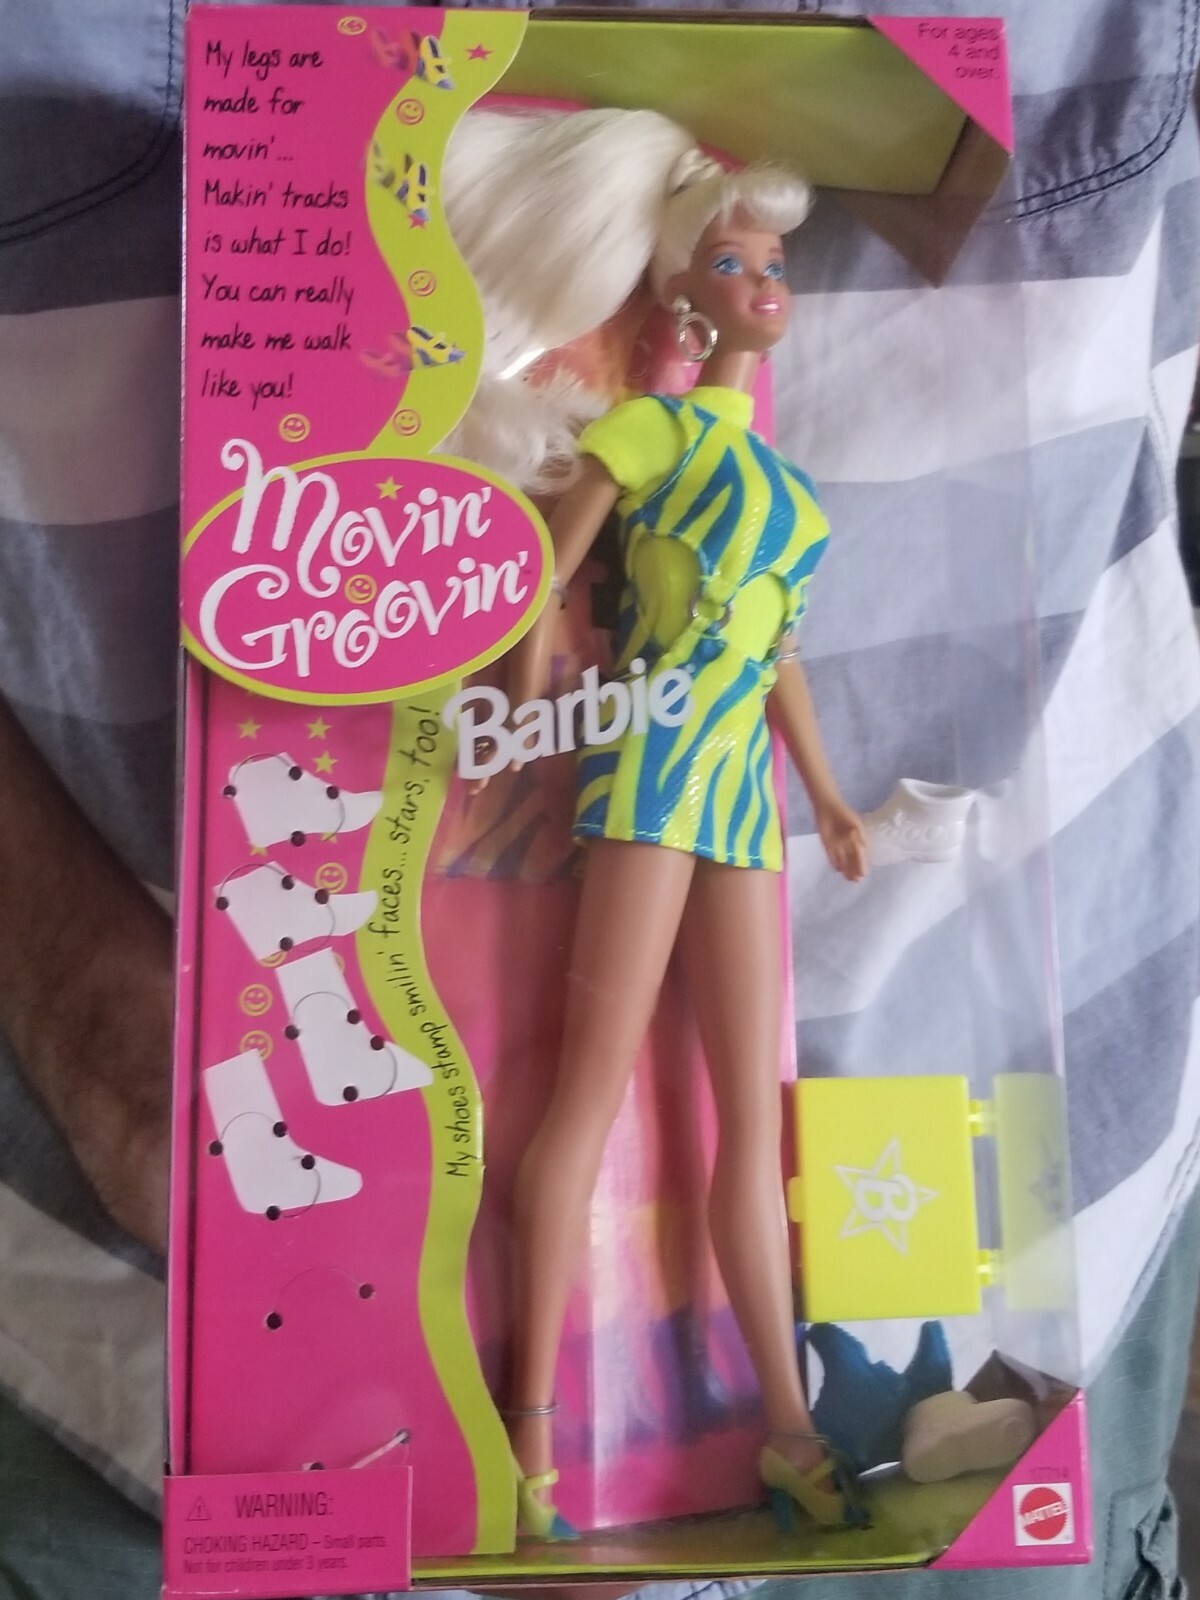 My legs are
made for
movin'...
Makin' tracks
is what I do!
You can really
make me walk
like you!
For ages
4 and
over.
Movin'
Groovin'™
Barbie®
My shoes stamp smilin' faces... stars, too!
B
WARNING:
CHOKING HAZARD – Small parts
Not for children under 3 years.
17714
MATTEL